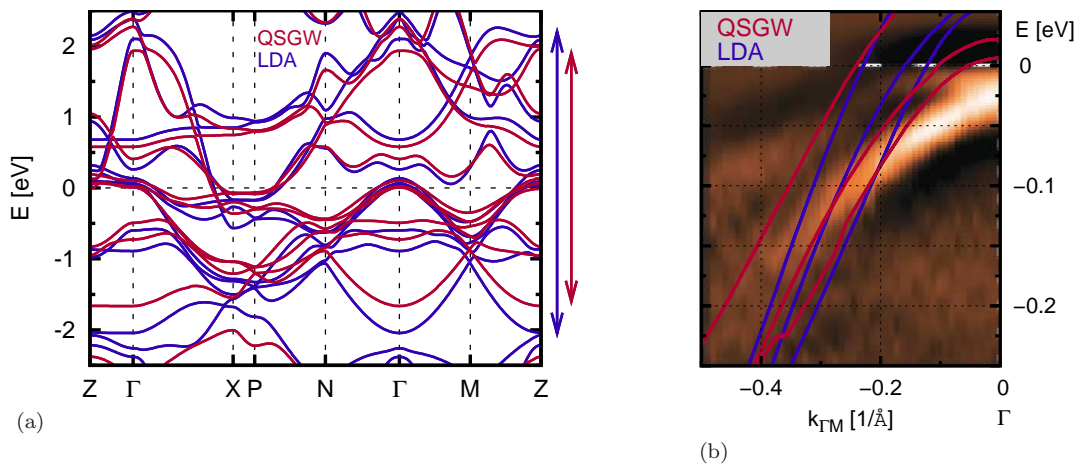 2
1
0
-1
-2
E [eV]
QSGW
LDA
Z Γ X P N Γ M Z
(a)
QSGW
LDA
E [eV]
0
−0.1
−0.2
−0.4 −0.2 0
k_ΓM [1/Å] Γ
(b)